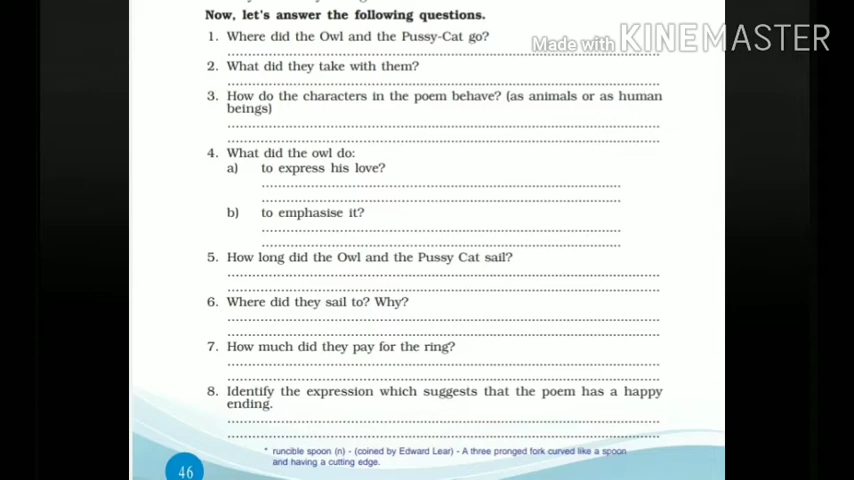 Now, let's answer the following questions.
1. Where did the Owl and the Pussy-Cat go?
Made with KINEMASTER
2. What did they take with them?
3. How do the characters in the poem behave? (as animals or as human
beings)
4. What did the owl do:
a) to express his love?
b) to emphasise it?
5. How long did the Owl and the Pussy Cat sail?
6. Where did they sail to? Why?
7. How much did they pay for the ring?
8. Identify the expression which suggests that the poem has a happy
ending.
* runcible spoon (n) - (coined by Edward Lear) - A three pronged fork curved like a spoon
and having a cutting edge.
46